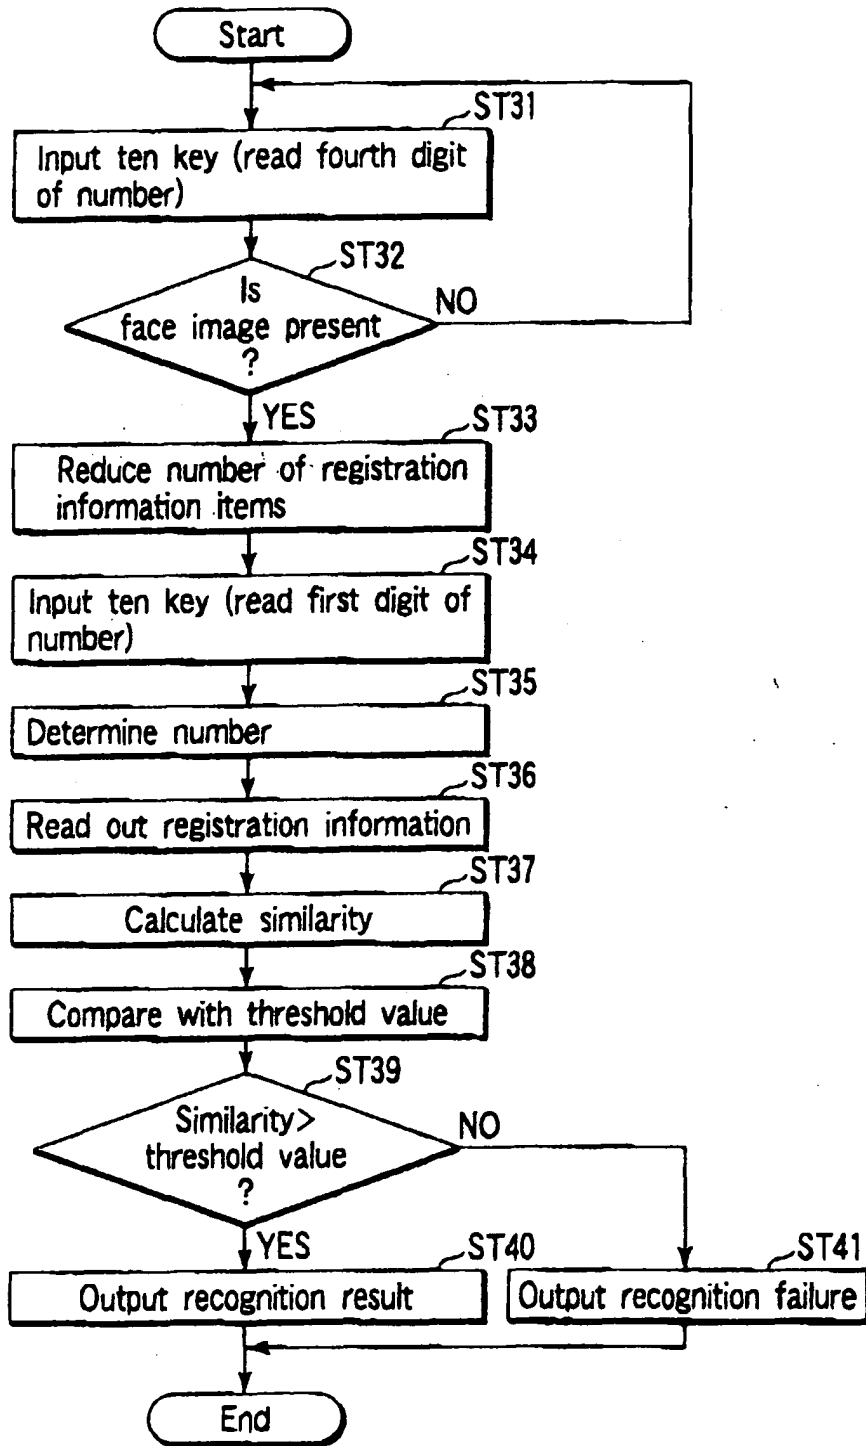 Start
ST31
Input ten key (read fourth digit
of number)
ST32
Is
face image present
?
NO
YES
ST33
Reduce number of registration
information items
ST34
Input ten key (read first digit of
number)
ST35
Determine number
ST36
Read out registration information
ST37
Calculate similarity
ST38
Compare with threshold value
ST39
Similarity>
threshold value
?
NO
YES
ST40
Output recognition result
ST41
Output recognition failure
End